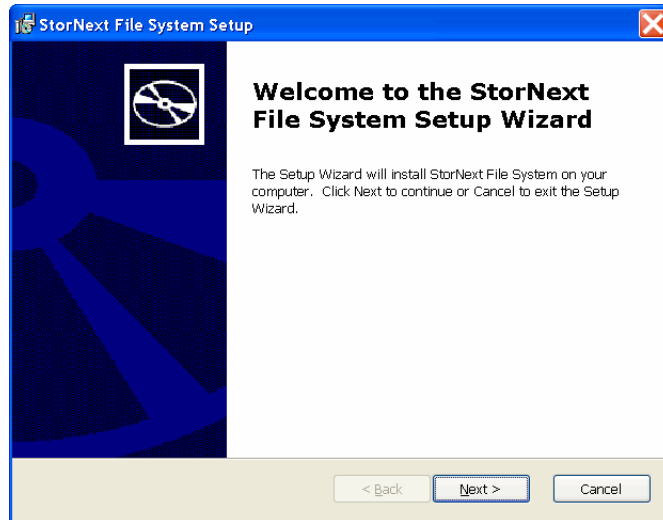 StorNext File System Setup
Welcome to the StorNext
File System Setup Wizard
The Setup Wizard will install StorNext File System on your
computer. Click Next to continue or Cancel to exit the Setup
Wizard.
< Back Next > Cancel